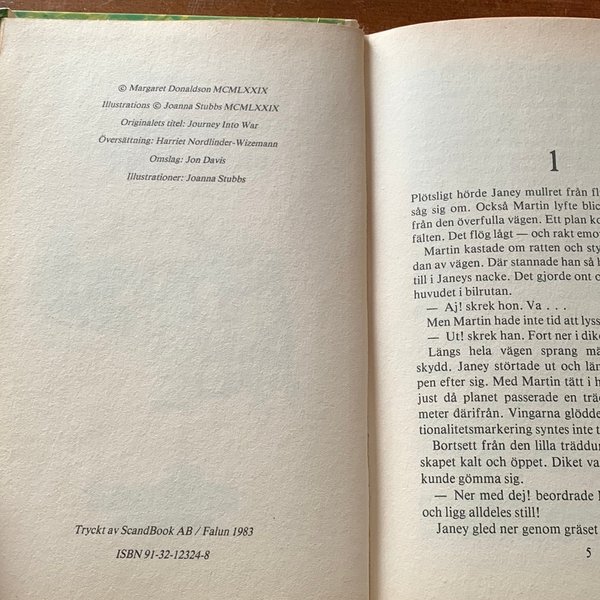 © Margaret Donaldson MCMLXXIX
Illustrations © Joanna Stubbs MCMLXXIX
Originalets titel: Journey Into War
Översättning: Harriet Nordlinder-Wizemann
Omslag: Jon Davis
Illustrationer: Joanna Stubbs
Tryckt av ScandBook AB / Falun 1983
ISBN 91-32-12324-8
1
Plötsligt hörde Janey mullret från
såg sig om. Också Martin lyfte
från den överfulla vägen. Ett plan
fälten. Det flög lågt — och rakt
Martin kastade om ratten och
dan av vägen. Där stannade han så
till i Janeys nacke. Det gjorde ont
huvudet i bilrutan.
— Aj! skrek hon. Va . . .
Men Martin hade inte tid att
— Ut! skrek han. Fort ner i
Längs hela vägen sprang
skydd. Janey störtade ut och
pen efter sig. Med Martin tätt i
just då planet passerade en
meter därifrån. Vingarna
tionalitetsmarkering syntes inte
Bortsett från den lilla
skapet kalt och öppet. Diket
kunde gömma sig.
— Ner med dej! beordrade
och ligg alldeles still!
Janey gled ner genom gräset
5